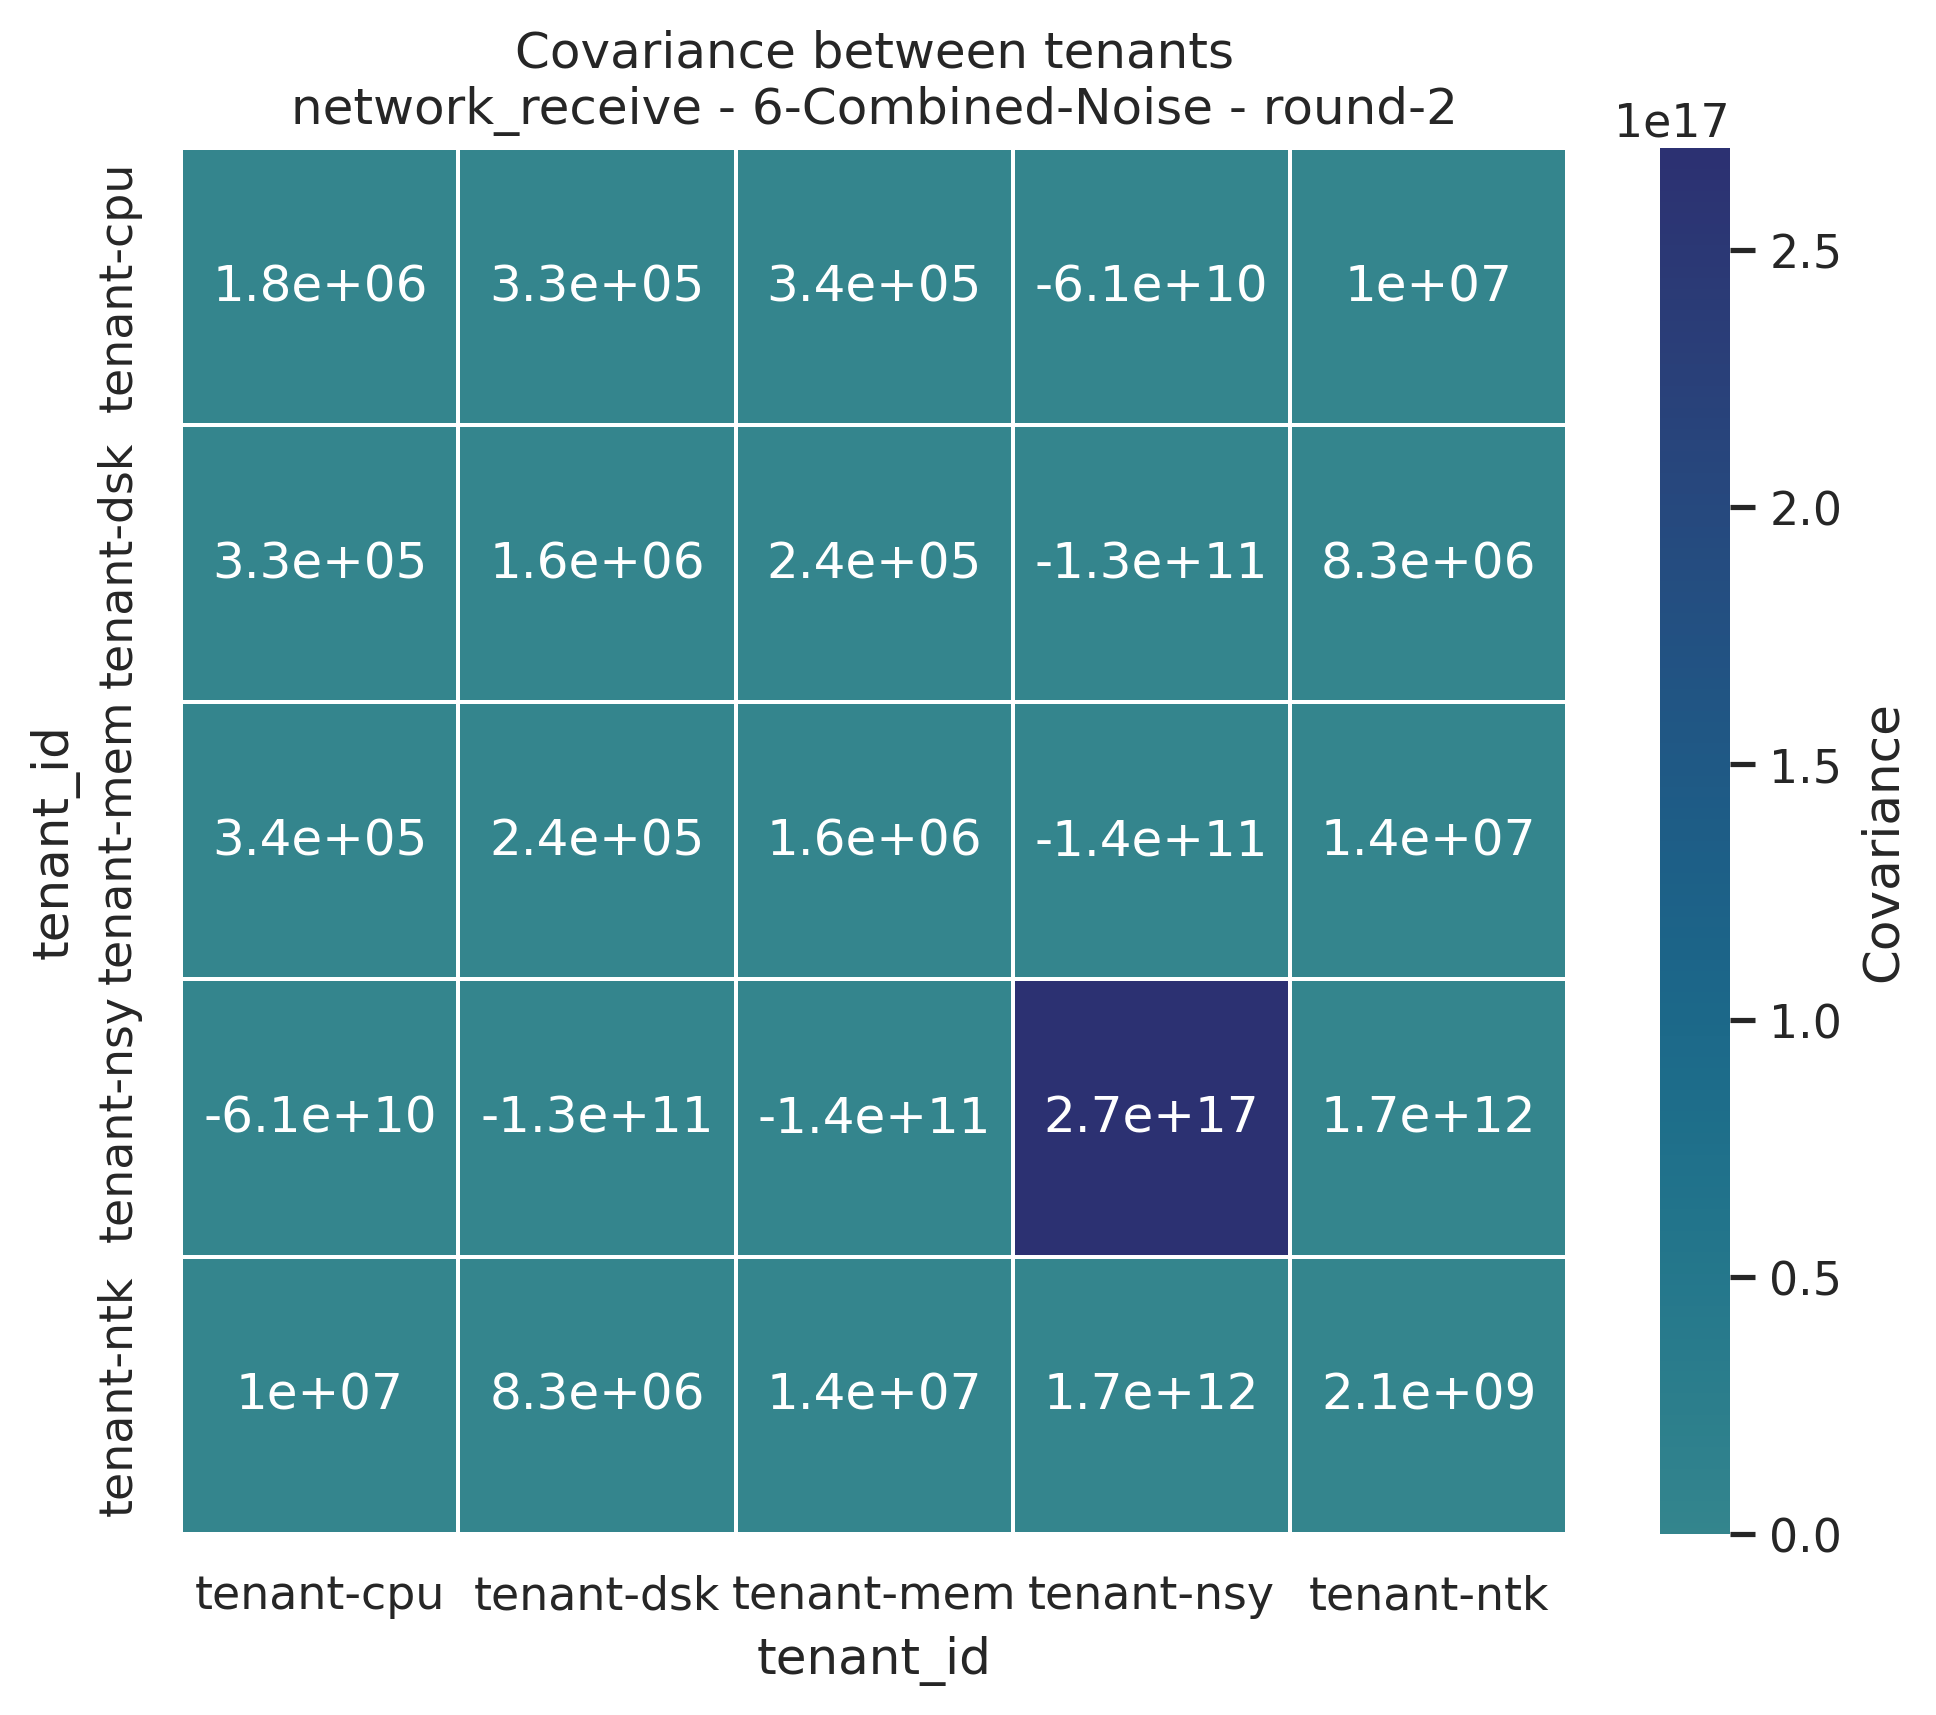 Covariance between tenants
network_receive - 6-Combined-Noise - round-2
1e17
tenant-cpu 1.8e+06 3.3e+05 3.4e+05 -6.1e+10 1e+07
tenant-dsk 3.3e+05 1.6e+06 2.4e+05 -1.3e+11 8.3e+06
tenant-mem 3.4e+05 2.4e+05 1.6e+06 -1.4e+11 1.4e+07
tenant-nsy -6.1e+10 -1.3e+11 -1.4e+11 2.7e+17 1.7e+12
tenant-ntk 1e+07 8.3e+06 1.4e+07 1.7e+12 2.1e+09
tenant-cpu tenant-dsk tenant-mem tenant-nsy tenant-ntk
tenant_id
tenant_id
2.5
2.0
1.5
1.0
0.5
0.0
Covariance